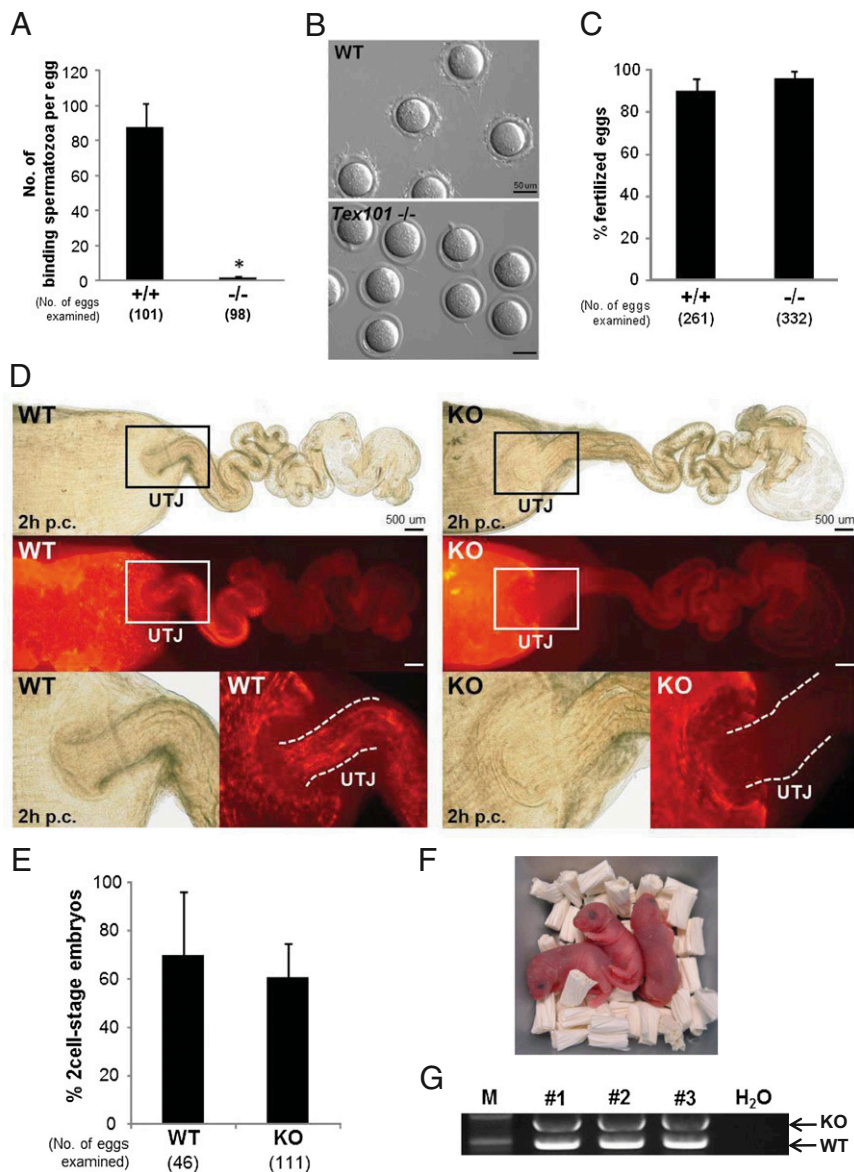 A
No. of
binding spermatozoa per egg
120
100
80
60
40
20
0
*
+/+
-/-
(No. of eggs
examined)
(101)
(98)
B
WT
50 um
Tex101 -/-
C
% fertilized eggs
100
80
60
40
20
0
+/+
-/-
(No. of eggs
examined)
(261)
(332)
D
WT
UTJ
2h p.c.
500 um
KO
UTJ
2h p.c.
500 um
WT
UTJ
KO
UTJ
WT
2h p.c.
WT
UTJ
KO
2h p.c.
KO
UTJ
E
% 2cell-stage embryos
100
80
60
40
20
0
WT
KO
(No. of eggs
examined)
(46)
(111)
F
G
M #1 #2 #3 H₂O
KO
WT